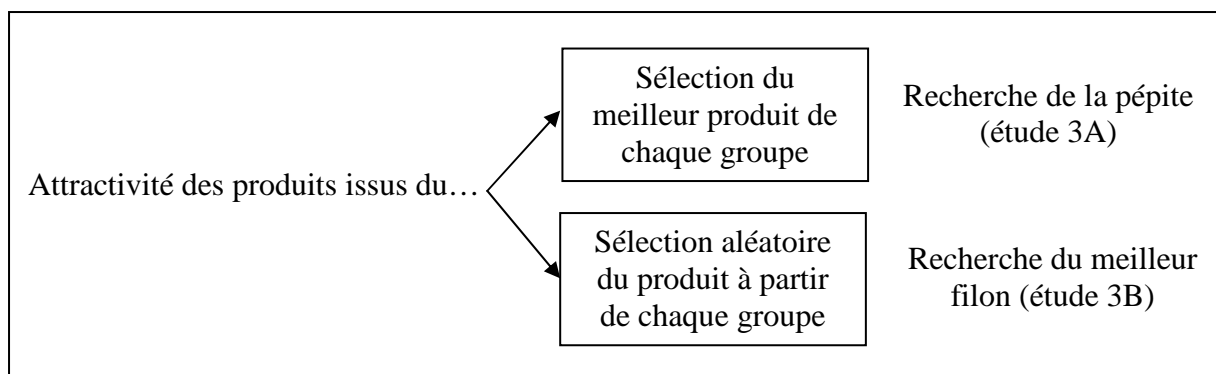 Attractivité des produits issus du…
Sélection du
meilleur produit de
chaque groupe
Recherche de la pépite
(étude 3A)
Sélection aléatoire
du produit à partir
de chaque groupe
Recherche du meilleur
filon (étude 3B)